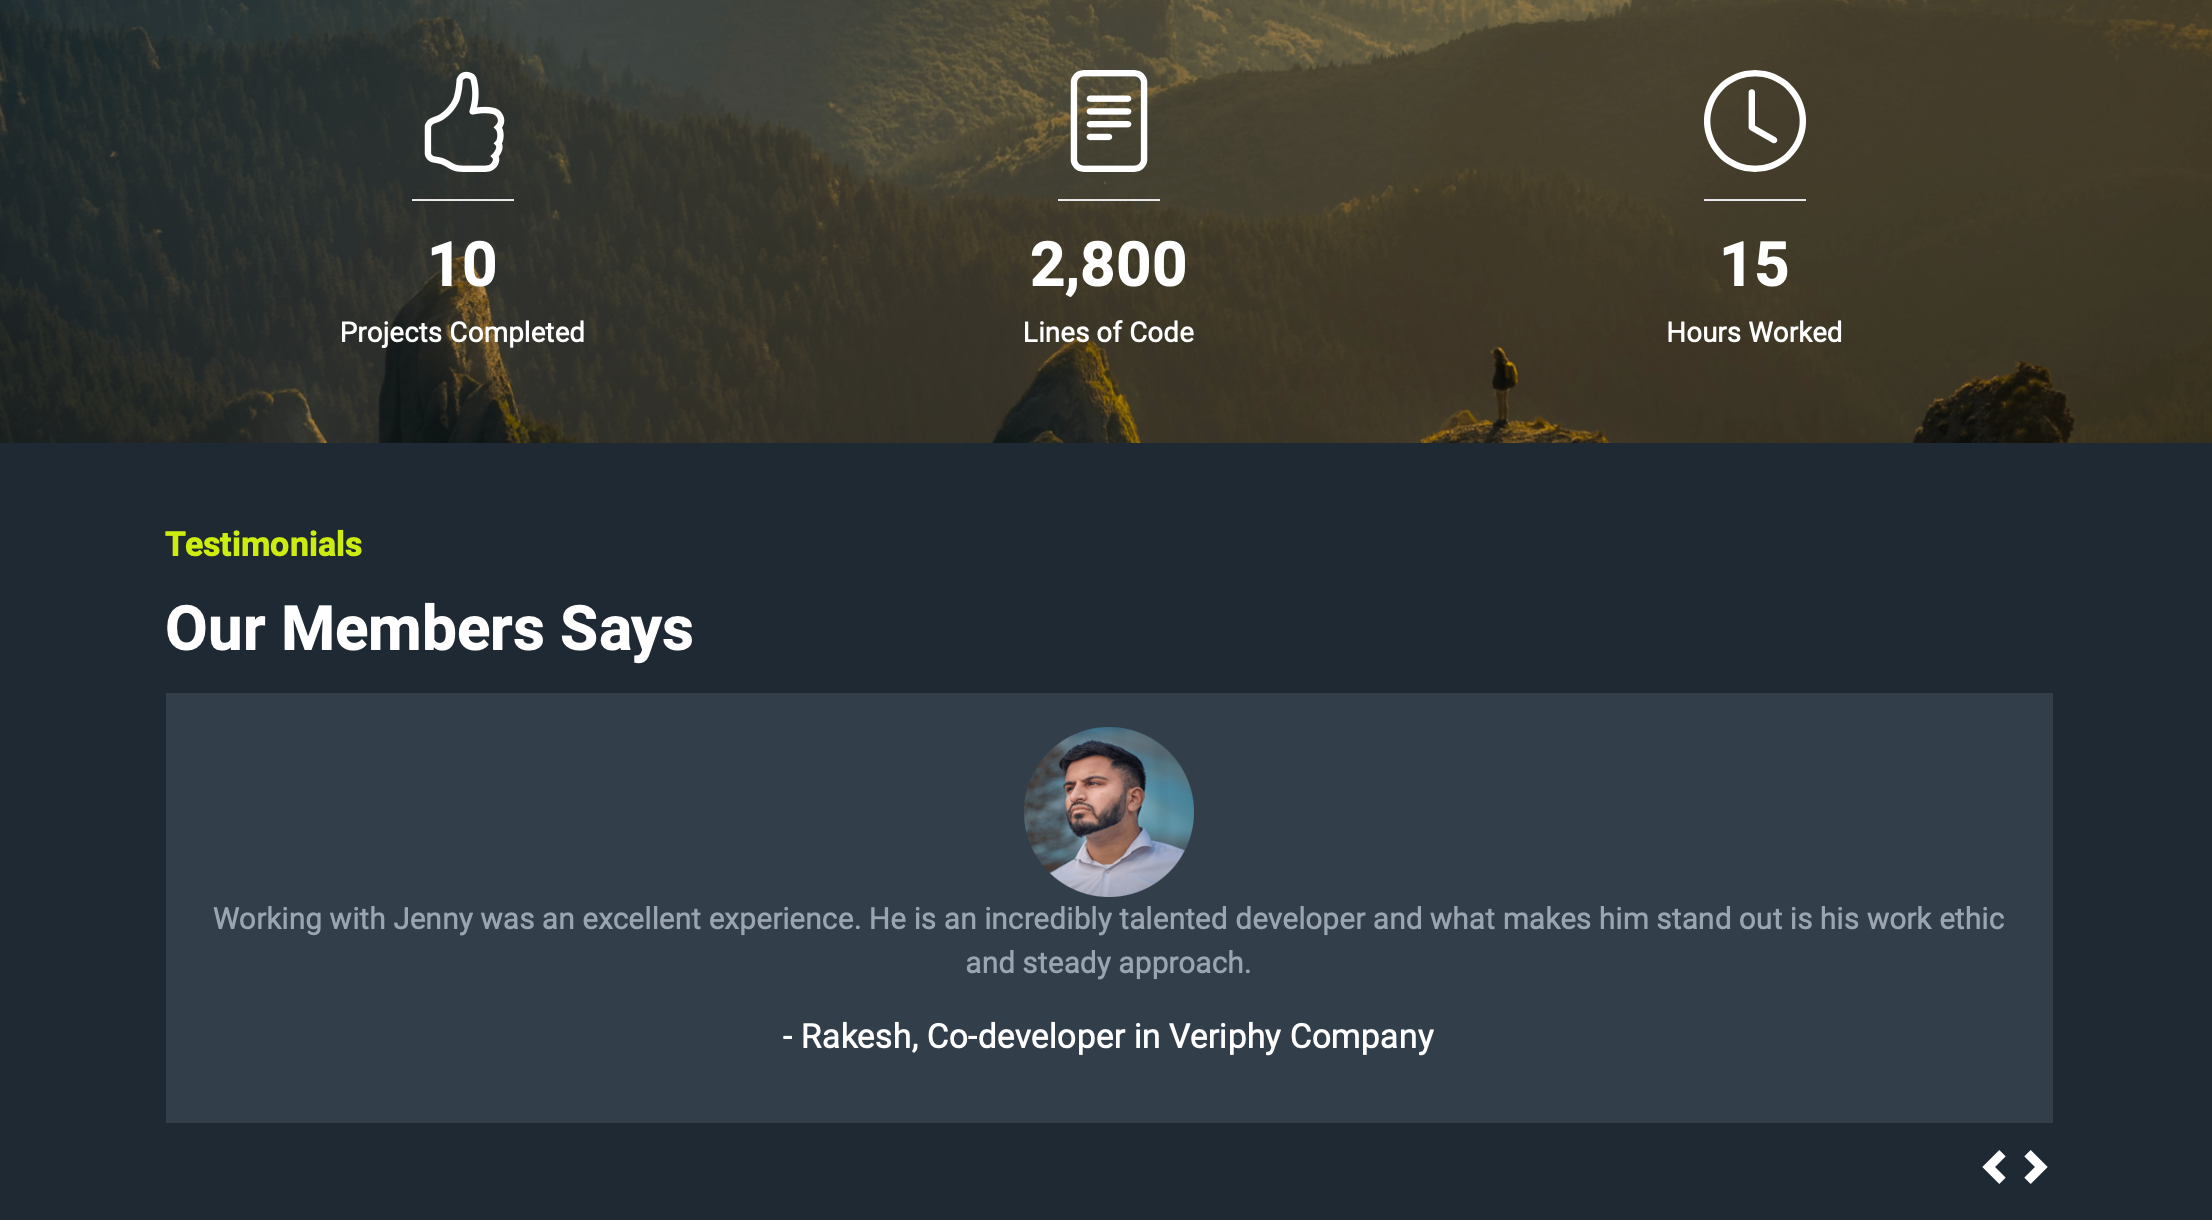 10
Projects Completed
2,800
Lines of Code
15
Hours Worked
Testimonials
Our Members Says
Working with Jenny was an excellent experience. He is an incredibly talented developer and what makes him stand out is his work ethic
and steady approach.
- Rakesh, Co-developer in Veriphy Company